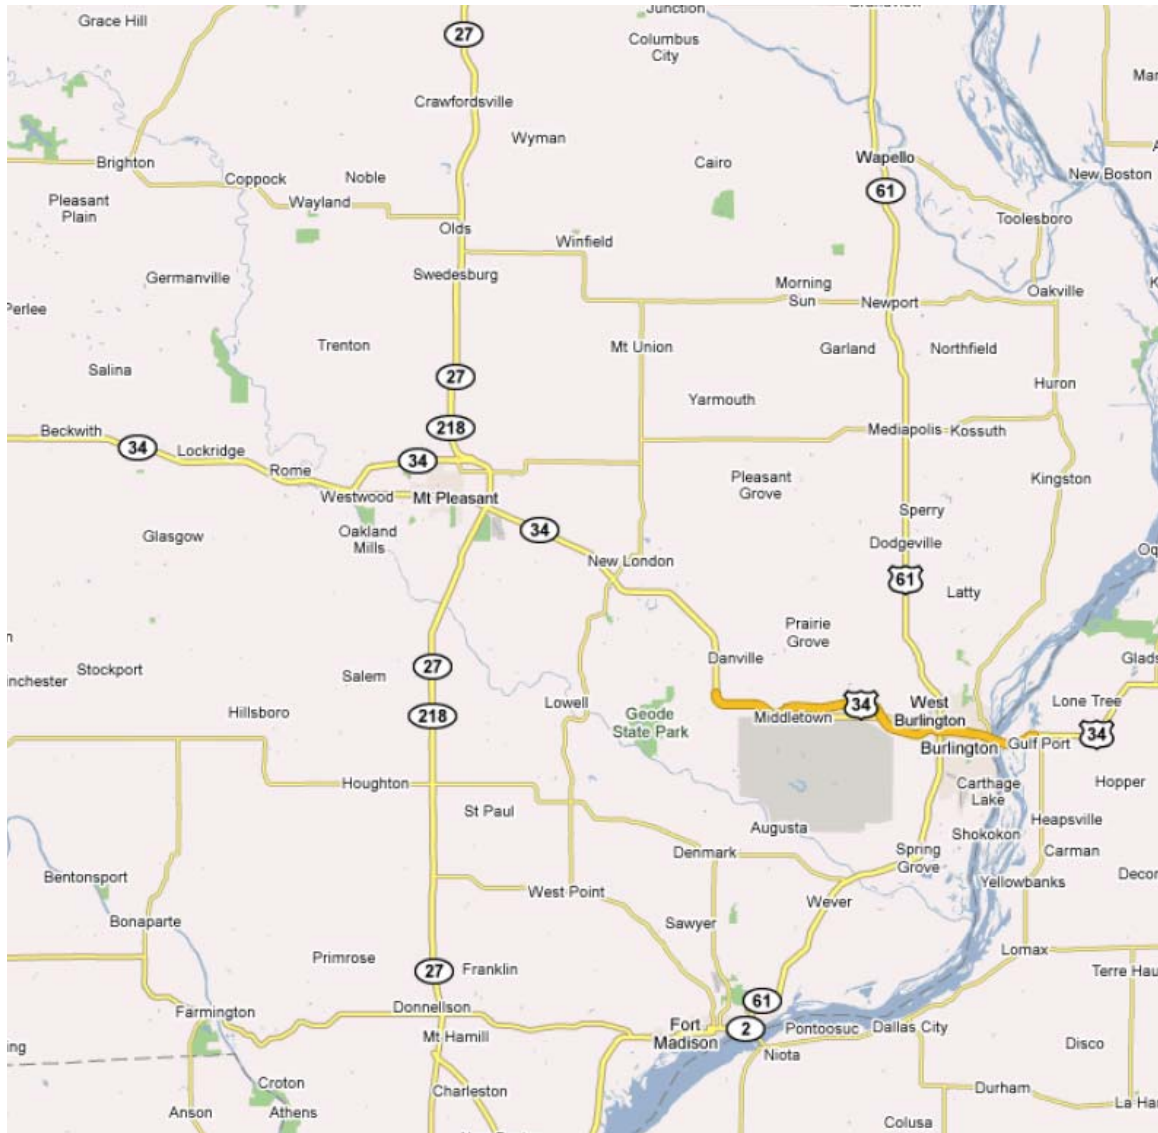 Grace Hill
Junction
27
Columbus
City
Crawfordsville
Wyman
Brighton
Coppock
Noble
Cairo
Wapello
New Boston
61
Pleasant
Plain
Wayland
Toolesboro
Olds
Winfield
Germanville
Swedesburg
Morning
Sun
Newport
Oakville
Perlee
Trenton
Mt Union
Garland
Northfield
Salina
27
Huron
Yarmouth
218
Beckwith
34
Lockridge
Mediapolis
Kossuth
34
Rome
Westwood
Mt Pleasant
Pleasant
Grove
Kingston
Sperry
Glasgow
Oakland
Mills
34
Dodgeville
New London
61
Latty
Prairie
Grove
Danville
Stockport
27
Salem
nchester
Lowell
Hillsboro
218
Geode
State Park
Middletown
34
West
Burlington
Lone Tree
Burlington
Gulf Port
34
Houghton
Carthage
Lake
Hopper
St Paul
Heapsville
Augusta
Shokokon
Denmark
Spring
Grove
Carman
Bentonsport
West Point
Yellowbanks
Wever
Bonaparte
Sawyer
Lomax
Primrose
27
Franklin
Terre Hau
Farmington
Donnellson
61
Fort
Madison
2
Pontoosuc
Dallas City
Mt Hamill
Niota
Disco
ing
Croton
Charleston
Durham
Anson
Athens
La Ha
Colusa